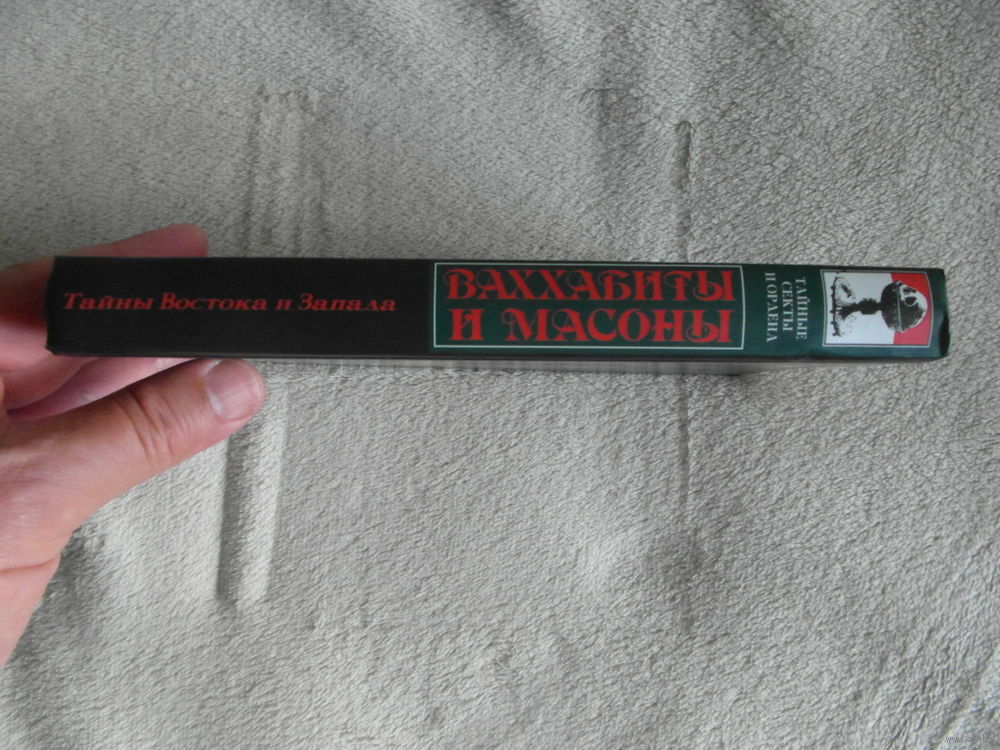 Тайны Востока и Запада
ВАХХАБИТЫ
И МАСОНЫ
ТАЙНЫЕ
СЕКТЫ
И ОРДЕНА